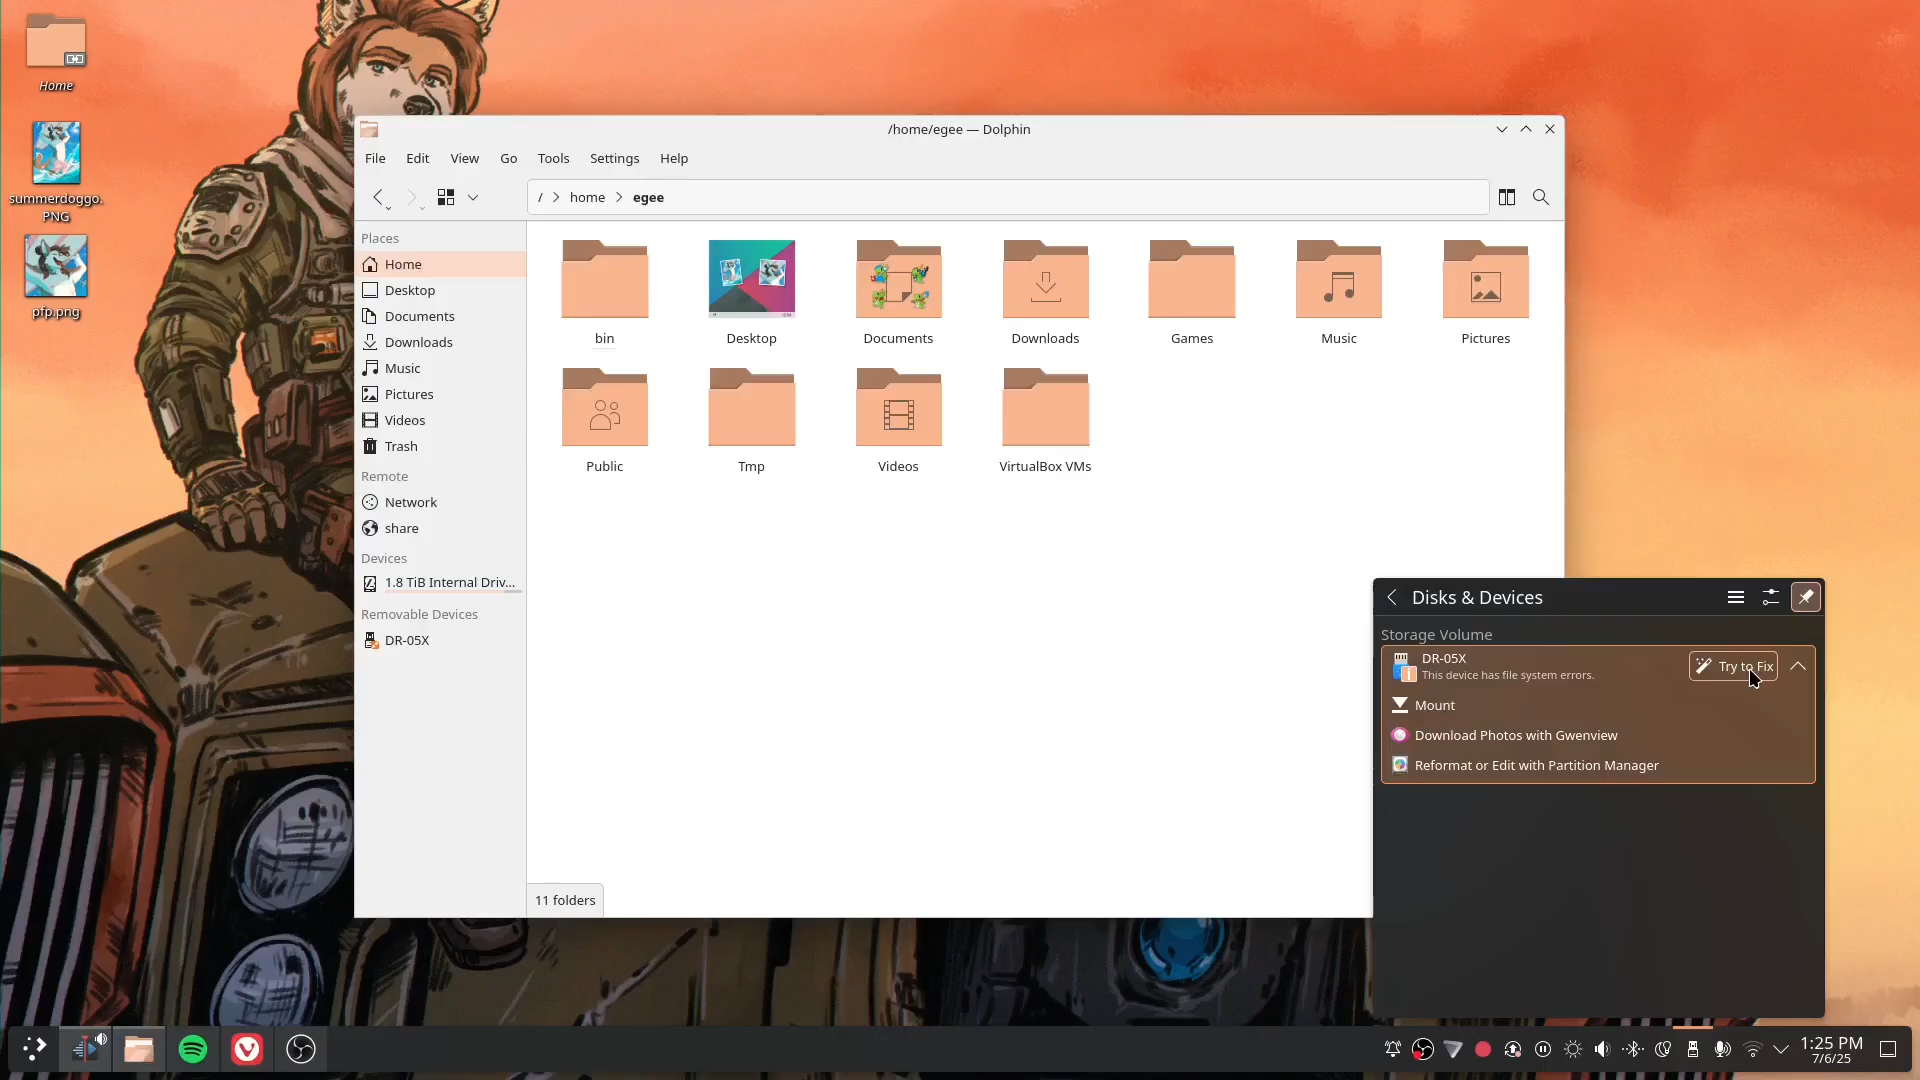 Home
summerdoggo.
PNG
pfp.png
/home/egee — Dolphin
File Edit View Go Tools Settings Help
/ home egee
Places
Home
Desktop
Documents
Downloads
Music
Pictures
Videos
Trash
Remote
Network
share
Devices
1.8 TiB Internal Driv...
Removable Devices
DR-05X
bin Desktop Documents Downloads Games Music Pictures
Public Tmp Videos VirtualBox VMs
11 folders
Disks & Devices
Storage Volume
DR-05X
This device has file system errors.
Try to Fix
Mount
Download Photos with Gwenview
Reformat or Edit with Partition Manager
1:25 PM
7/6/25